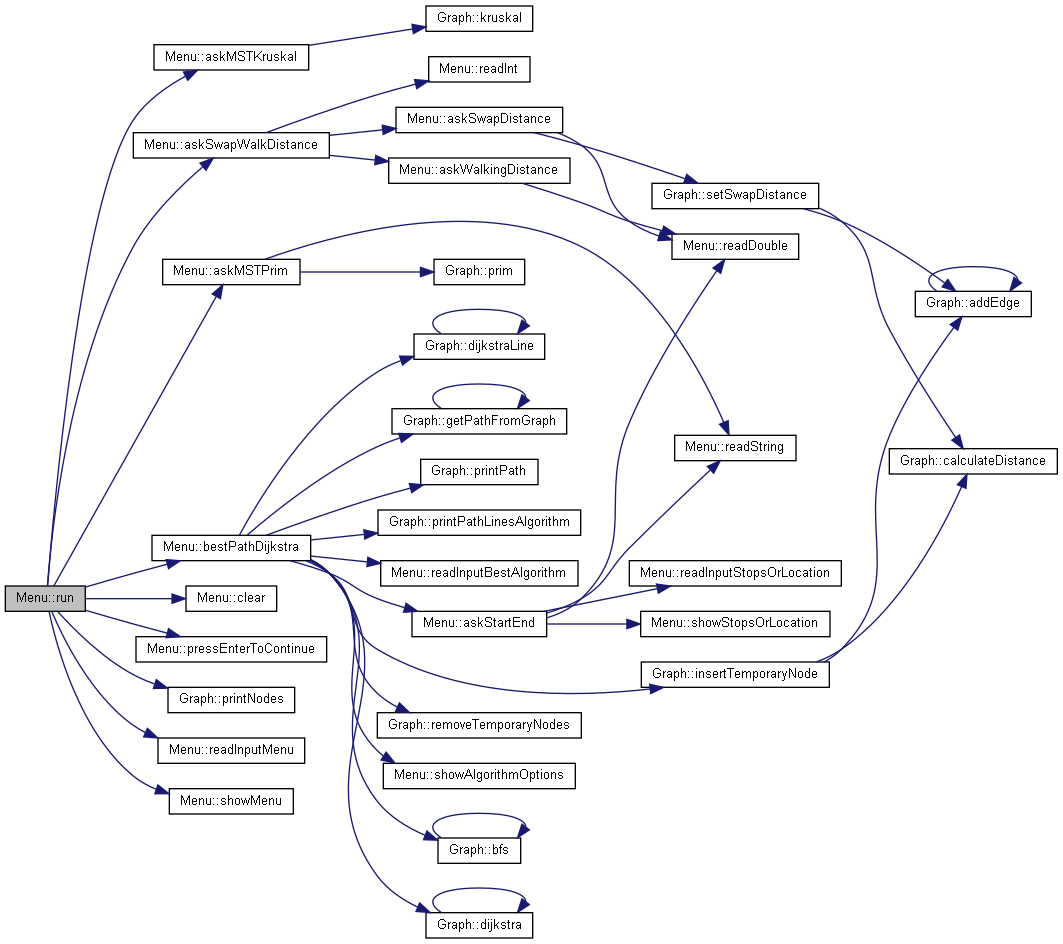 Graph::kruskal
Menu::askMSTKruskal
Menu::readInt
Menu::askSwapDistance
Menu::askSwapWalkDistance
Menu::askWalkingDistance
Graph::setSwapDistance
Menu::readDouble
Menu::askMSTPrim
Graph::prim
Graph::addEdge
Graph::dijkstraLine
Graph::getPathFromGraph
Menu::readString
Graph::calculateDistance
Graph::printPath
Graph::printPathLinesAlgorithm
Menu::bestPathDijkstra
Menu::readInputBestAlgorithm
Menu::readInputStopsOrLocation
Menu::run
Menu::clear
Menu::askStartEnd
Menu::showStopsOrLocation
Menu::pressEnterToContinue
Graph::insertTemporaryNode
Graph::printNodes
Graph::removeTemporaryNodes
Menu::readInputMenu
Menu::showAlgorithmOptions
Menu::showMenu
Graph::bfs
Graph::dijkstra